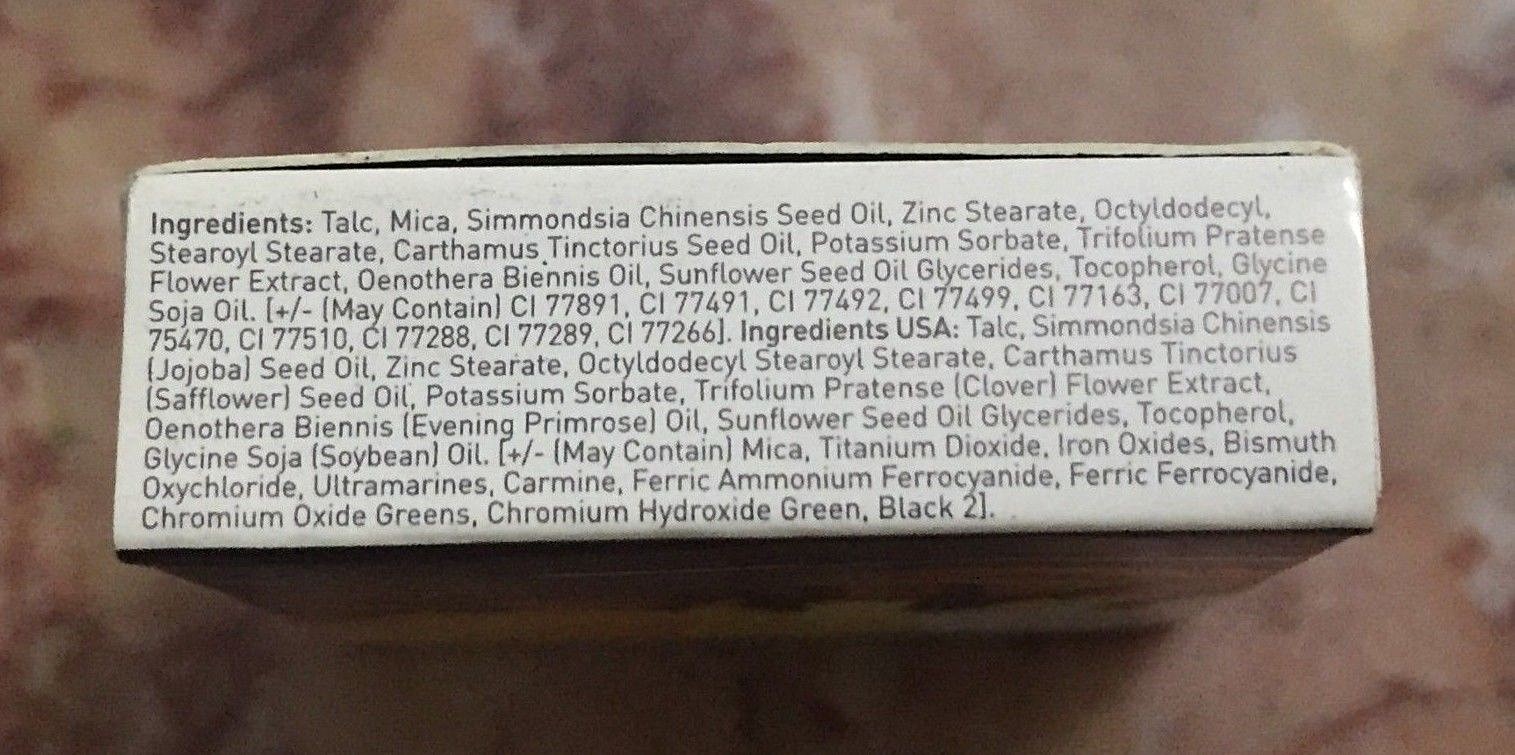 Ingredients: Talc, Mica, Simmondsia Chinensis Seed Oil, Zinc Stearate, Octyldodecyl,
Stearoyl Stearate, Carthamus Tinctorius Seed Oil, Potassium Sorbate, Trifolium Pratense
Flower Extract, Oenothera Biennis Oil, Sunflower Seed Oil Glycerides, Tocopherol, Glycine
Soja Oil. [+/- (May Contain) CI 77891, CI 77491, CI 77492, CI 77499, CI 77163, CI 77007, CI
75470, CI 77510, CI 77288, CI 77289, CI 77266]. Ingredients USA: Talc, Simmondsia Chinensis
(Jojoba) Seed Oil, Zinc Stearate, Octyldodecyl Stearoyl Stearate, Carthamus Tinctorius
(Safflower) Seed Oil, Potassium Sorbate, Trifolium Pratense (Clover) Flower Extract,
Oenothera Biennis (Evening Primrose) Oil, Sunflower Seed Oil Glycerides, Tocopherol,
Glycine Soja (Soybean) Oil. [+/- (May Contain) Mica, Titanium Dioxide, Iron Oxides, Bismuth
Oxychloride, Ultramarines, Carmine, Ferric Ammonium Ferrocyanide, Ferric Ferrocyanide,
Chromium Oxide Greens, Chromium Hydroxide Green, Black 2].